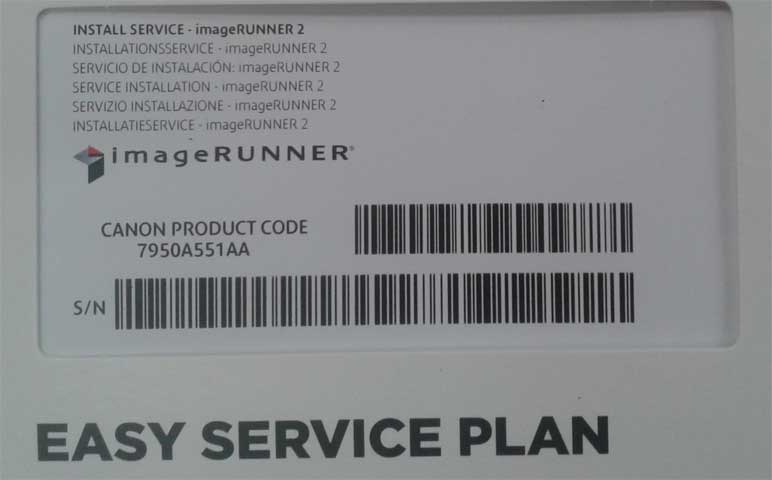 INSTALL SERVICE - imageRUNNER 2
INSTALLATIONSSERVICE - imageRUNNER 2
SERVICIO DE INSTALACIÓN: imageRUNNER 2
SERVICE INSTALLATION - imageRUNNER 2
SERVIZIO INSTALLAZIONE - imageRUNNER 2
INSTALLATIESERVICE - imageRUNNER 2
imageRUNNER®
CANON PRODUCT CODE
7950A551AA
S/N
EASY SERVICE PLAN